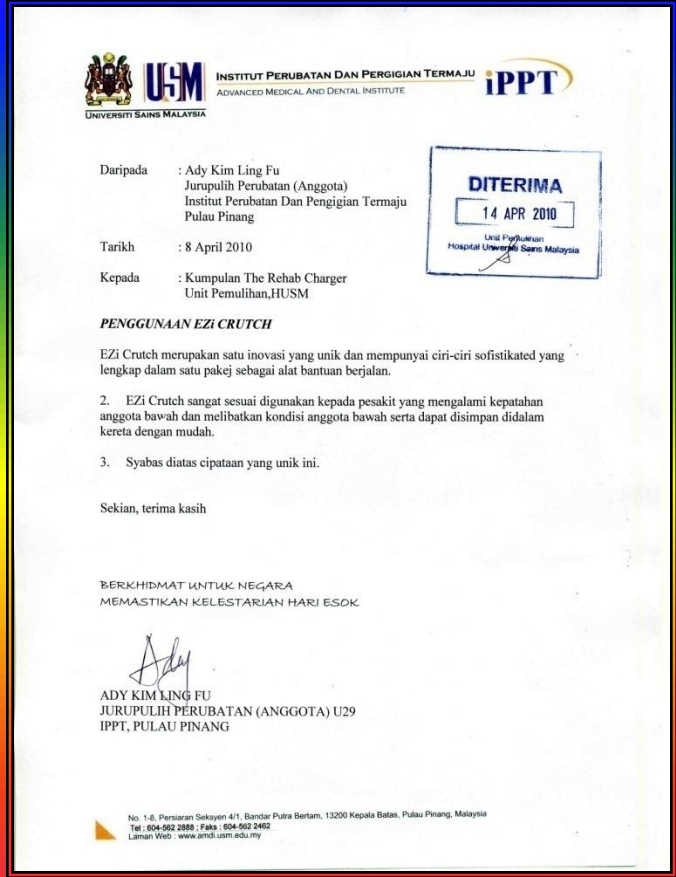 USM
UNIVERSITI SAINS MALAYSIA
INSTITUT PERUBATAN DAN PERGIGIAN TERMAJU
ADVANCED MEDICAL AND DENTAL INSTITUTE
iPPT
Daripada : Ady Kim Ling Fu
Jurupulih Perubatan (Anggota)
Institut Perubatan Dan Pengigian Termaju
Pulau Pinang
DITERIMA
14 APR 2010
Unit Pemulihan
Hospital Universiti Sains Malaysia
Tarikh : 8 April 2010
Kepada : Kumpulan The Rehab Charger
Unit Pemulihan,HUSM
PENGGUNAAN EZi CRUTCH
EZi Crutch merupakan satu inovasi yang unik dan mempunyai ciri-ciri sofistikated yang
lengkap dalam satu pakej sebagai alat bantuan berjalan.
2. EZi Crutch sangat sesuai digunakan kepada pesakit yang mengalami kepatahan
anggota bawah dan melibatkan kondisi anggota bawah serta dapat disimpan didalam
kereta dengan mudah.
3. Syabas diatas cipataan yang unik ini.
Sekian, terima kasih
BERKHIDMAT UNTUK NEGARA
MEMASTIKAN KELESTARIAN HARI ESOK
Ady
ADY KIM LING FU
JURUPULIH PERUBATAN (ANGGOTA) U29
IPPT, PULAU PINANG
No. 1-8, Persiaran Seksyen 4/1, Bandar Putra Bertam, 13200 Kepala Batas, Pulau Pinang, Malaysia
Tel : 604-562 2888 ; Faks : 604-562 2462
Laman Web : www.amdi.usm.edu.my